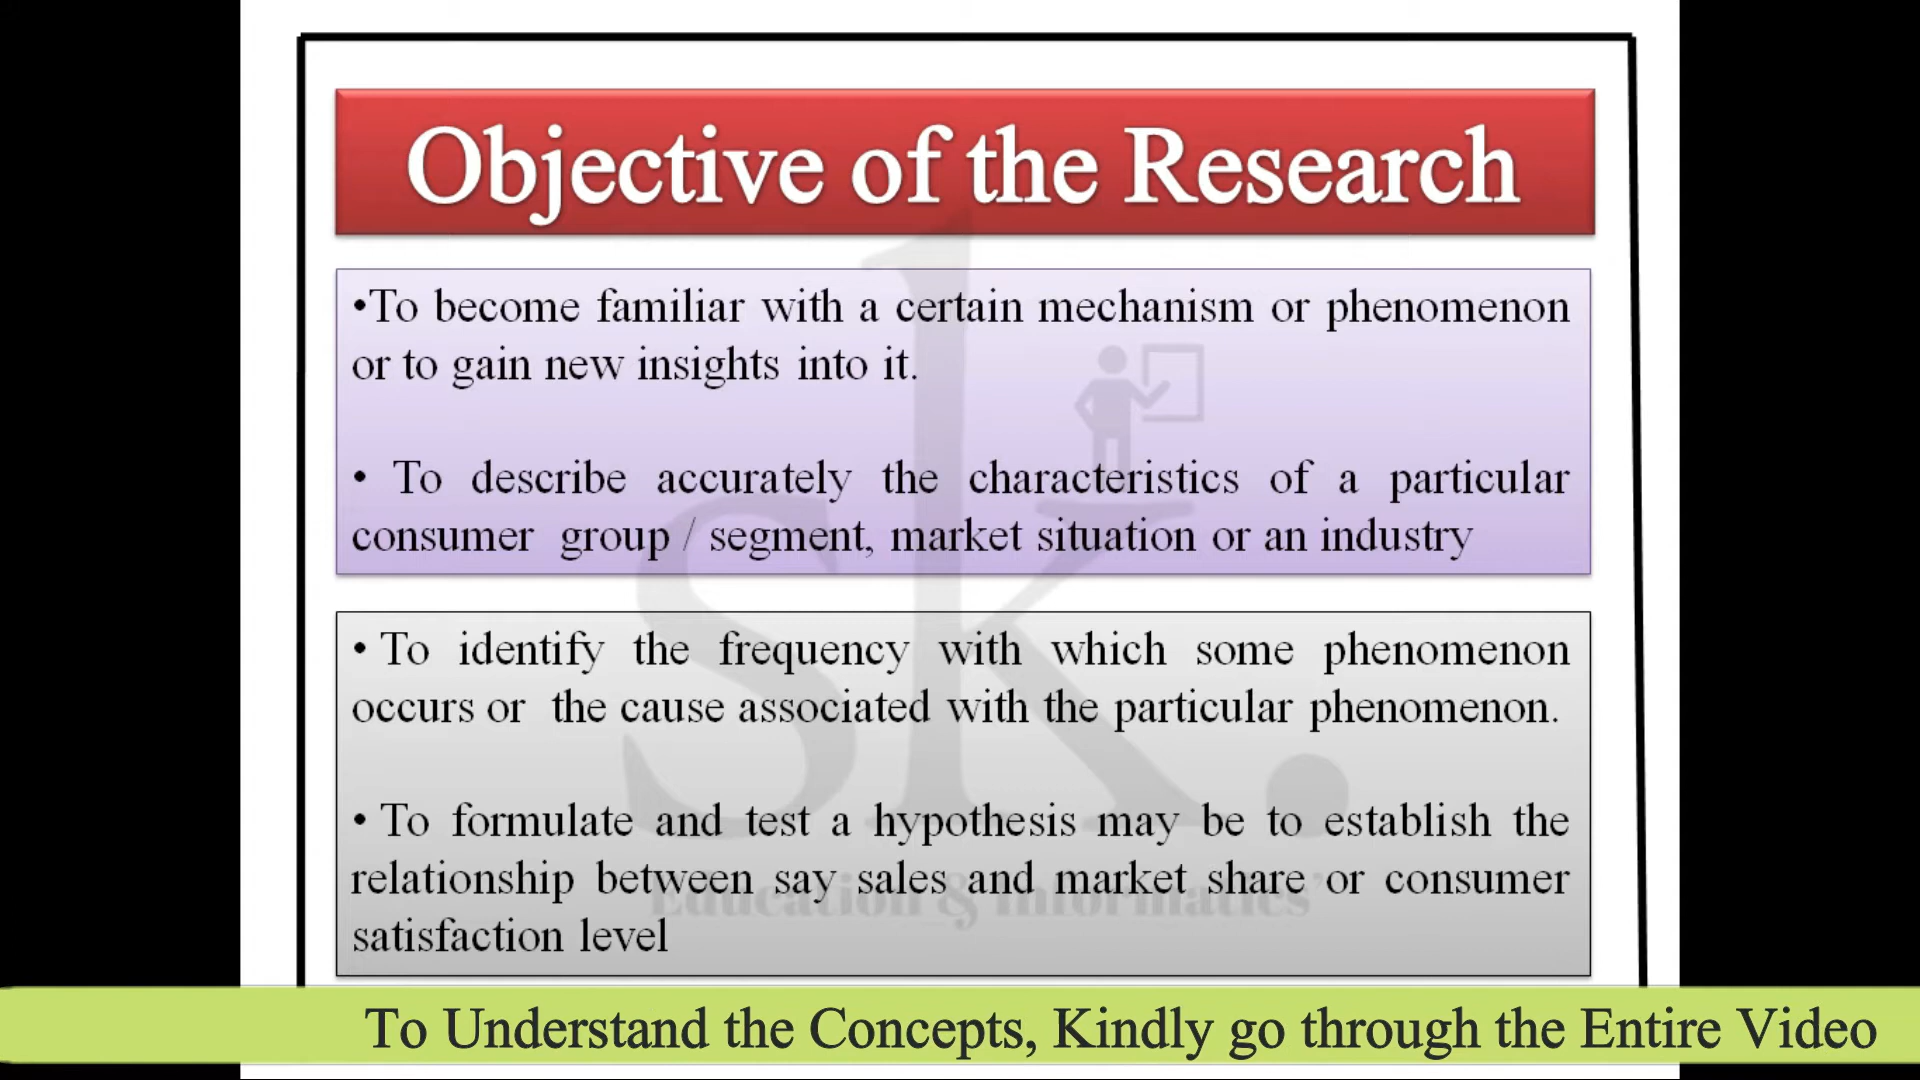 Objective of the Research
•To become familiar with a certain mechanism or phenomenon
or to gain new insights into it.
• To describe accurately the characteristics of a particular
consumer group / segment, market situation or an industry
• To identify the frequency with which some phenomenon
occurs or the cause associated with the particular phenomenon.
• To formulate and test a hypothesis may be to establish the
relationship between say sales and market share or consumer
satisfaction level
sk.
Education & Informatics'
To Understand the Concepts, Kindly go through the Entire Video